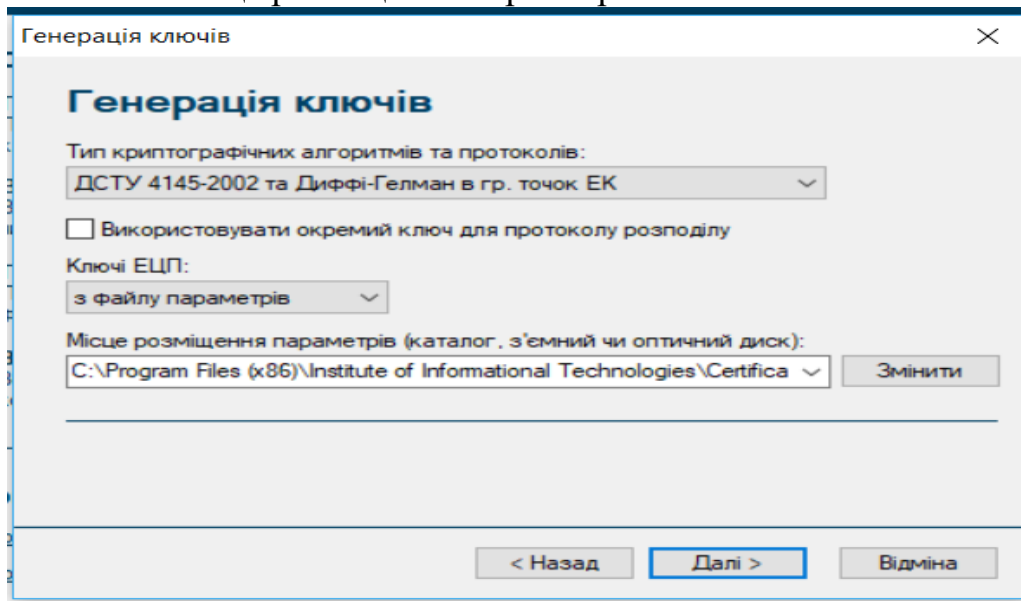 Генерація ключів
Генерація ключів
Тип криптографічних алгоритмів та протоколів:
ДСТУ 4145-2002 та Диффі-Гелман в гр. точок ЕК
Використовувати окремий ключ для протоколу розподілу
Ключі ЕЦП:
з файлу параметрів
Місце розміщення параметрів (каталог, з'ємний чи оптичний диск):
C:\Program Files (x86)\Institute of Informational Technologies\Certifica
Змінити
< Назад Далі > Відміна